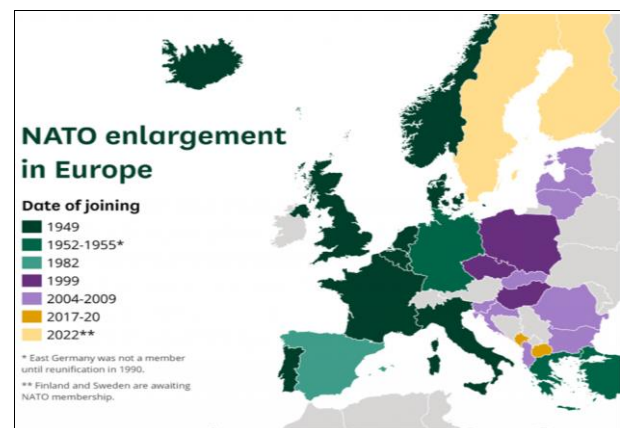 NATO enlargement
in Europe
Date of joining
1949
1952-1955*
1982
1999
2004-2009
2017-20
2022**
* East Germany was not a member
until reunification in 1990.
** Finland and Sweden are awaiting
NATO membership.